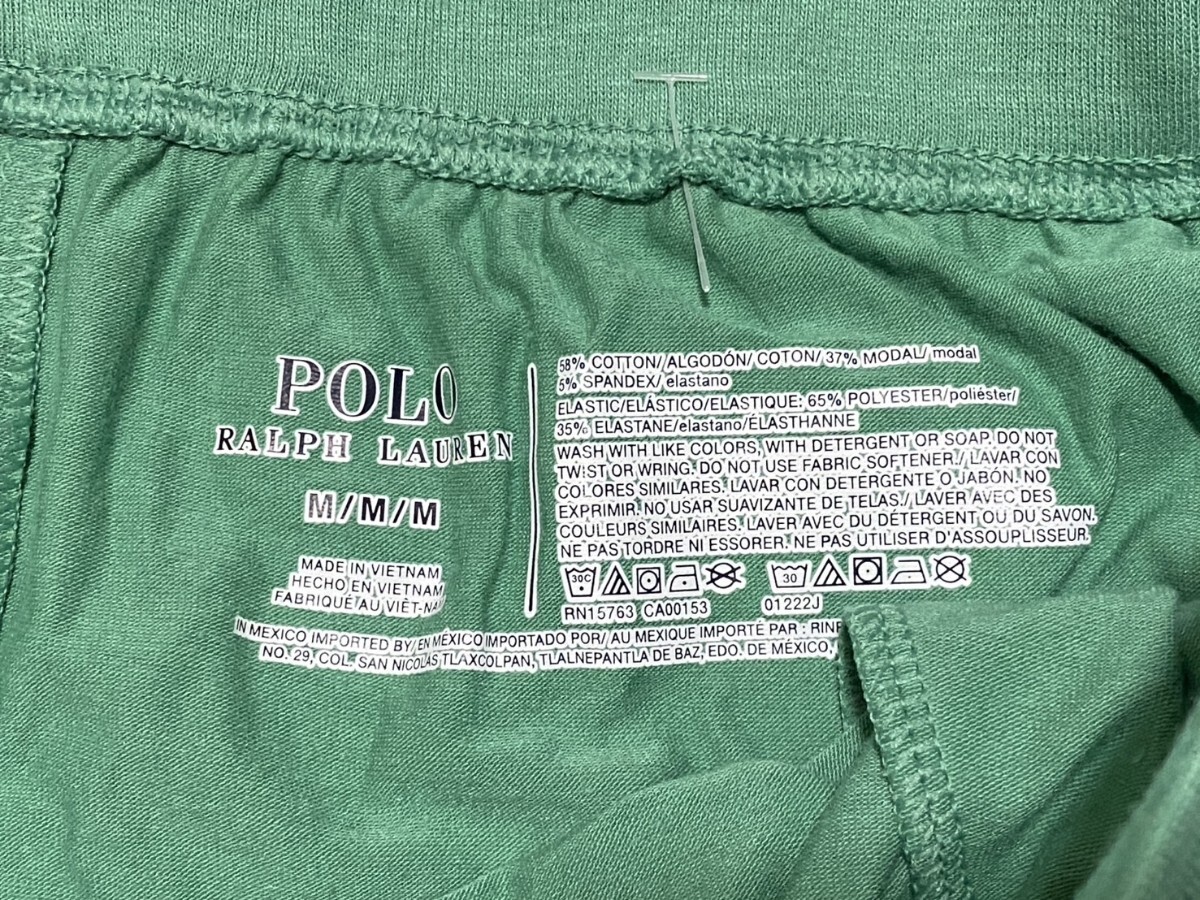 POLO
RALPH LAUREN
M/M/M
MADE IN VIETNAM
HECHO EN VIETNAM
FABRIQUÉ AU VIÊT-NA
58% COTTON/ ALGODÓN/ COTON/ 37% MODAL/ modal
5% SPANDEX/ elastano
ELASTIC/ELÁSTICO/ELASTIQUE: 65% POLYESTER/poliéster/
35% ELASTANE/elastano/ÉLASTHANNE
WASH WITH LIKE COLORS, WITH DETERGENT OR SOAP. DO NOT
TWIST OR WRING. DO NOT USE FABRIC SOFTENER./ LAVAR CON
COLORES SIMILARES. LAVAR CON DETERGENTE O JABÓN. NO
EXPRIMIR. NO USAR SUAVIZANTE DE TELAS./ LAVER AVEC DES
COULEURS SIMILAIRES. LAVER AVEC DU DÉTERGENT OU DU SAVON.
NE PAS TORDRE NI ESSORER. NE PAS UTILISER D'ASSOUPLISSEUR.
30C 30
RN15763 CA00153 01222J
IN MEXICO IMPORTED BY/ EN MÉXICO IMPORTADO POR/ AU MEXIQUE IMPORTÉ PAR : RINF
NO. 29, COL. SAN NICOLAS TLAXCOLPAN, TLALNEPANTLA DE BAZ, EDO. DE MÉXICO,